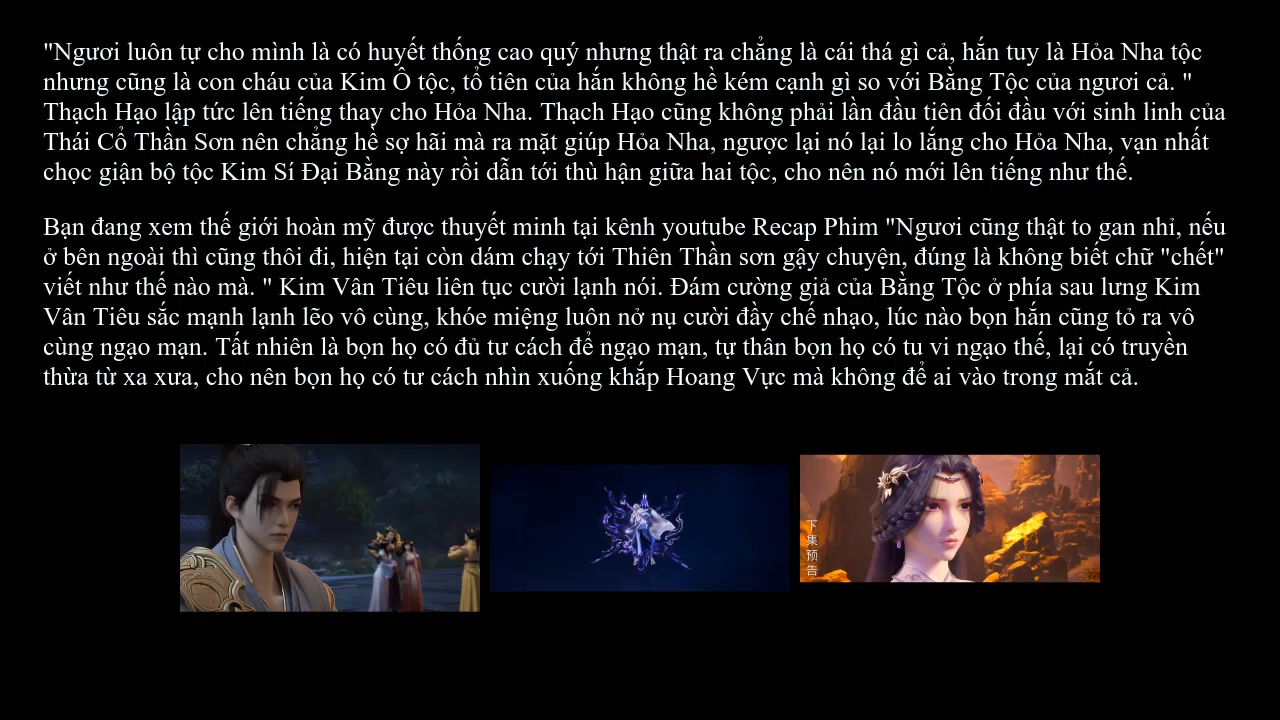 "Ngươi luôn tự cho mình là có huyết thống cao quý nhưng thật ra chẳng là cái thá gì cả, hắn tuy là Hỏa Nha tộc
nhưng cũng là con cháu của Kim Ô tộc, tổ tiên của hắn không hề kém cạnh gì so với Bằng Tộc của ngươi cả. "
Thạch Hạo lập tức lên tiếng thay cho Hỏa Nha. Thạch Hạo cũng không phải lần đầu tiên đối đầu với sinh linh của
Thái Cổ Thần Sơn nên chẳng hề sợ hãi mà ra mặt giúp Hỏa Nha, ngược lại nó lại lo lắng cho Hỏa Nha, vạn nhất
chọc giận bộ tộc Kim Sí Đại Bằng này rồi dẫn tới thù hận giữa hai tộc, cho nên nó mới lên tiếng như thế.
Bạn đang xem thế giới hoàn mỹ được thuyết minh tại kênh youtube Recap Phim "Ngươi cũng thật to gan nhỉ, nếu
ở bên ngoài thì cũng thôi đi, hiện tại còn dám chạy tới Thiên Thần sơn gậy chuyện, đúng là không biết chữ "chết"
viết như thế nào mà. " Kim Vân Tiêu liên tục cười lạnh nói. Đám cường giả của Bằng Tộc ở phía sau lưng Kim
Vân Tiêu sắc mạnh lạnh lẽo vô cùng, khóe miệng luôn nở nụ cười đầy chế nhạo, lúc nào bọn hắn cũng tỏ ra vô
cùng ngạo mạn. Tất nhiên là bọn họ có đủ tư cách để ngạo mạn, tự thân bọn họ có tu vi ngạo thế, lại có truyền
thừa từ xa xưa, cho nên bọn họ có tư cách nhìn xuống khắp Hoang Vực mà không để ai vào trong mắt cả.
下集预告